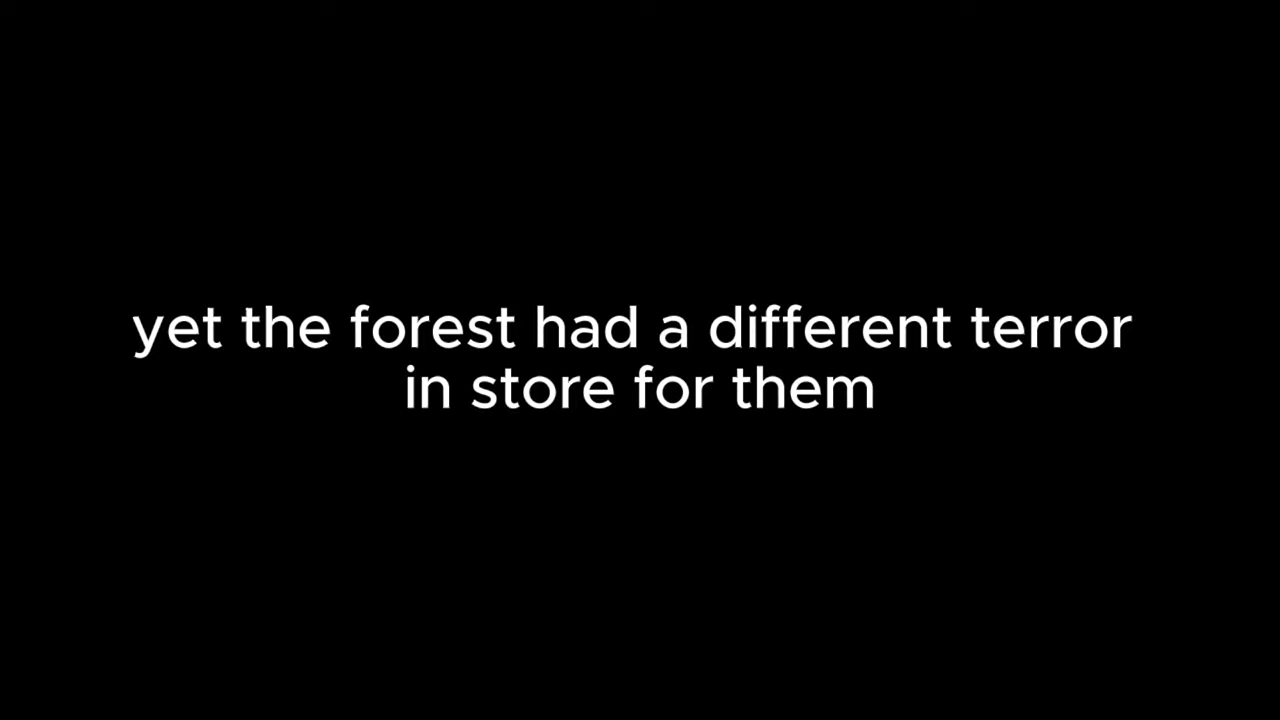 yet the forest had a different terror
in store for them